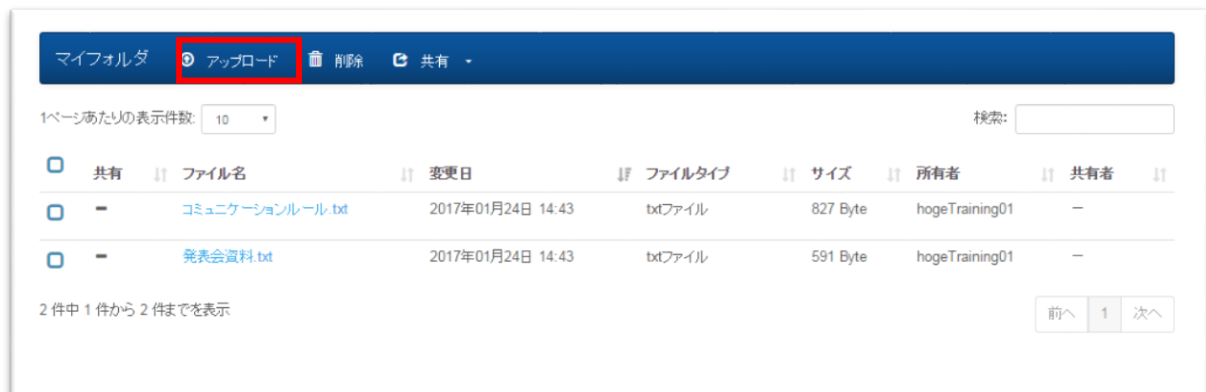 マイフォルダ アップロード 削除 共有
1ページあたりの表示件数: 10 検索:
共有 ファイル名 変更日 ファイルタイプ サイズ 所有者 共有者
コミュニケーションルール.txt 2017年01月24日 14:43 txtファイル 827 Byte hogeTraining01 ー
発表会資料.txt 2017年01月24日 14:43 txtファイル 591 Byte hogeTraining01 ー
2 件中 1 件から 2 件までを表示
前へ 1 次へ